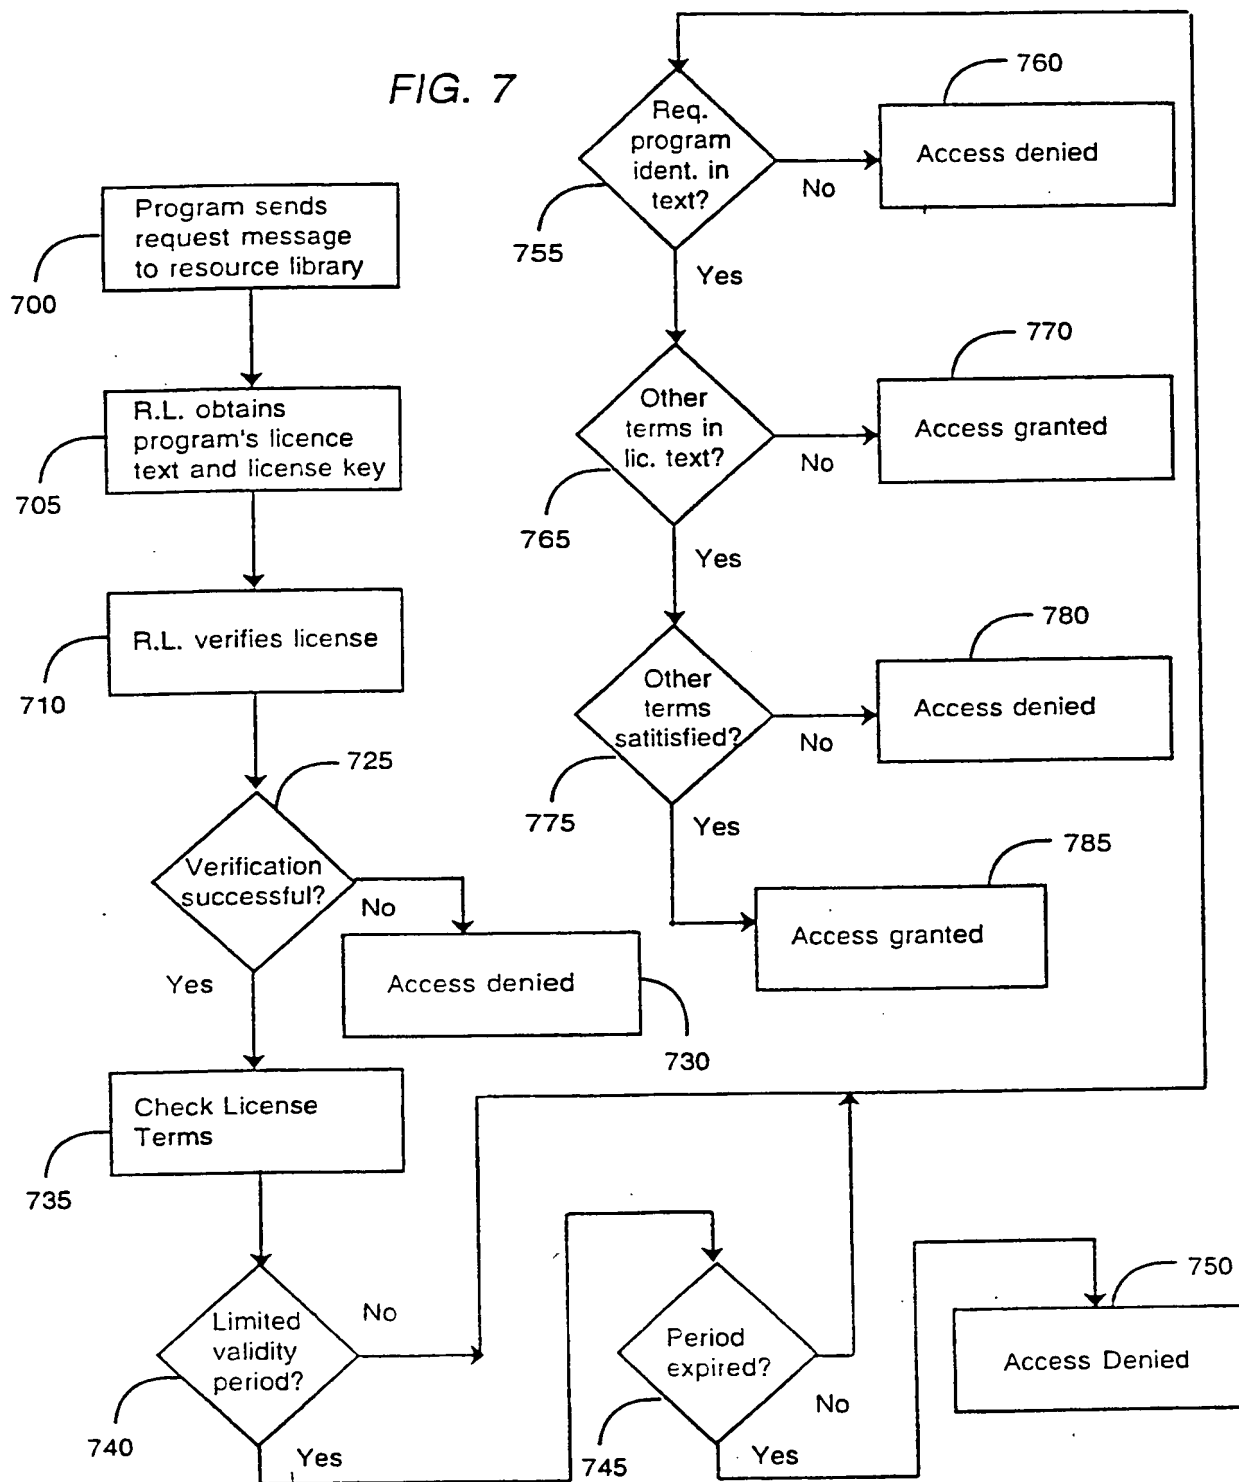 FIG. 7
Program sends
request message
to resource library
700
R.L. obtains
program's licence
text and license key
705
R.L. verifies license
710
725
Verification
successful?
No
Yes
Access denied
730
Check License
Terms
735
Limited
validity
period?
No
740
Yes
Period
expired?
No
745
Yes
750
Access Denied
Req.
program
ident. in
text?
No
755
Yes
760
Access denied
Other
terms in
lic. text?
No
765
Yes
770
Access granted
Other
terms
satitisfied?
No
775
Yes
780
Access denied
785
Access granted